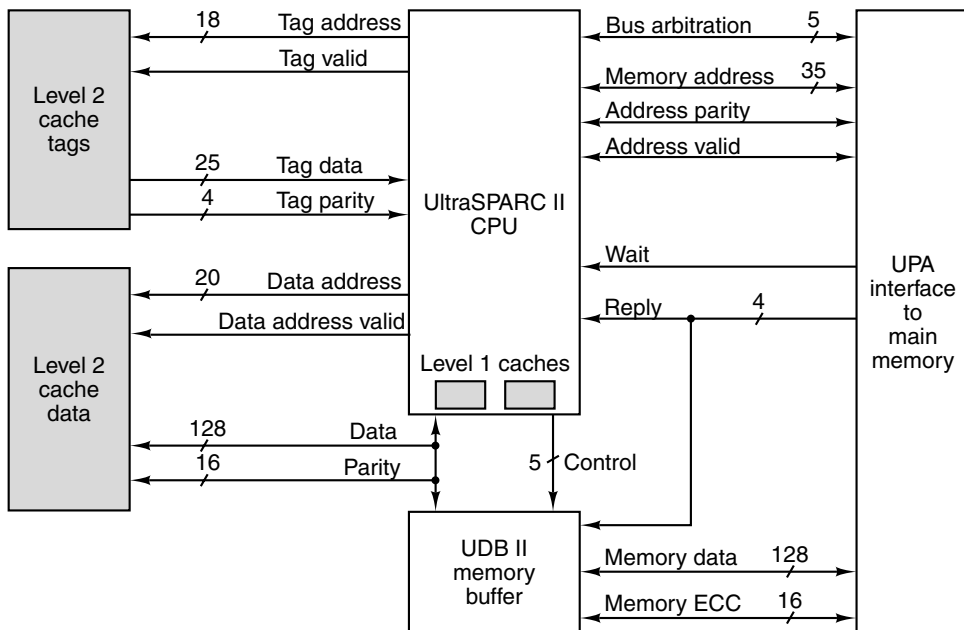 18
Tag address
Tag valid
Level 2
cache
tags
25
Tag data
4
Tag parity
20
Data address
Data address valid
Level 2
cache
data
128
Data
16
Parity
UltraSPARC II
CPU
Level 1 caches
5
Control
UDB II
memory
buffer
Bus arbitration
5
Memory address
35
Address parity
Address valid
Wait
Reply
4
Memory data
128
Memory ECC
16
UPA
interface
to
main
memory